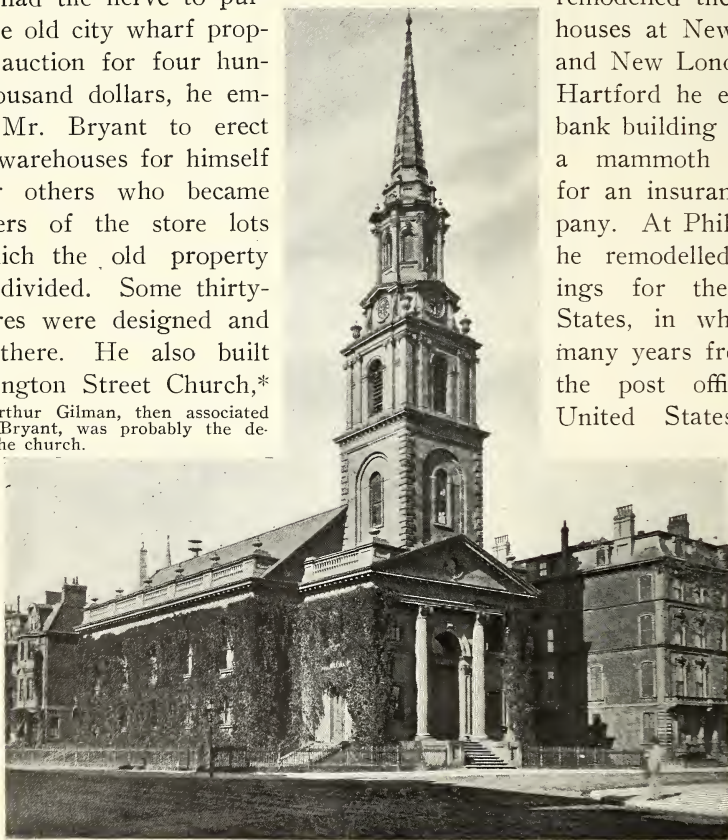 had the nerve to pur-
e old city wharf prop-
auction for four hun-
ousand dollars, he em-
Mr. Bryant to erect
warehouses for himself
r others who became
ers of the store lots
ich the old property
divided. Some thirty-
res were designed and
there. He also built
ington Street Church,*
rthur Gilman, then associated
Bryant, was probably the de-
he church.
remodelled the
houses at New
and New Lond
Hartford he e
bank building
a mammoth
for an insuran
pany. At Phil
he remodelled
ings for the
States, in wh
many years fr
the post offi
United States